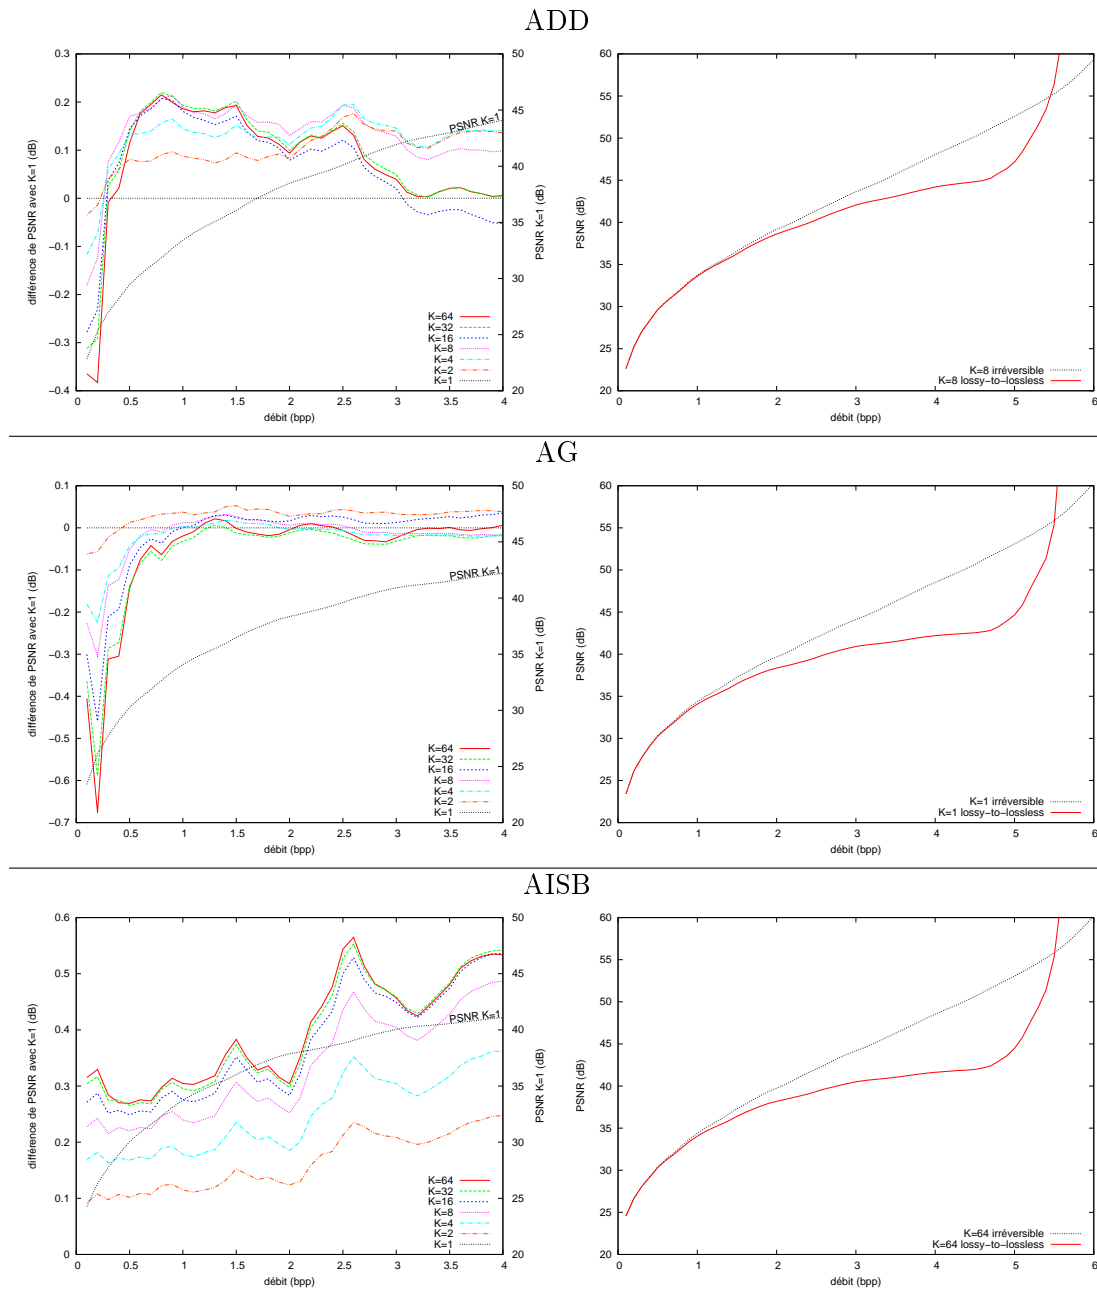 ADD
0.3
0.2
0.1
0
−0.1
−0.2
−0.3
−0.4
0
0.5
1
1.5
2
2.5
3
3.5
4
50
45
40
35
30
25
20
différence de PSNR avec K=1 (dB)
PSNR K=1 (dB)
débit (bpp)
PSNR K=1
K=64
K=32
K=16
K=8
K=4
K=2
K=1
60
55
50
45
40
35
30
25
20
0
1
2
3
4
5
6
PSNR (dB)
débit (bpp)
K=8 irréversible
K=8 lossy−to−lossless
AG
0.1
0
−0.1
−0.2
−0.3
−0.4
−0.5
−0.6
−0.7
0
0.5
1
1.5
2
2.5
3
3.5
4
50
45
40
35
30
25
20
différence de PSNR avec K=1 (dB)
PSNR K=1 (dB)
débit (bpp)
PSNR K=1
K=64
K=32
K=16
K=8
K=4
K=2
K=1
60
55
50
45
40
35
30
25
20
0
1
2
3
4
5
6
PSNR (dB)
débit (bpp)
K=1 irréversible
K=1 lossy−to−lossless
AISB
0.6
0.5
0.4
0.3
0.2
0.1
0
0
0.5
1
1.5
2
2.5
3
3.5
4
50
45
40
35
30
25
20
différence de PSNR avec K=1 (dB)
PSNR K=1 (dB)
débit (bpp)
PSNR K=1
K=64
K=32
K=16
K=8
K=4
K=2
K=1
60
55
50
45
40
35
30
25
20
0
1
2
3
4
5
6
PSNR (dB)
débit (bpp)
K=64 irréversible
K=64 lossy−to−lossless